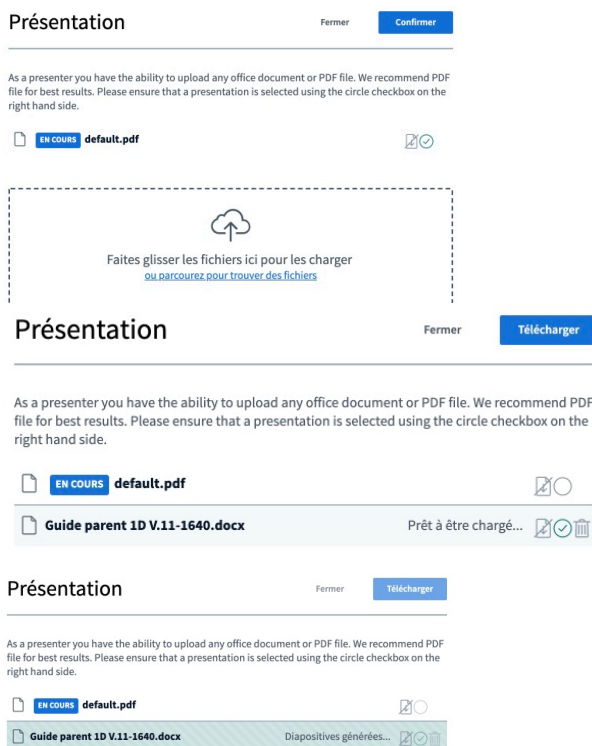 Présentation Fermer Confirmer
As a presenter you have the ability to upload any office document or PDF file. We recommend PDF
file for best results. Please ensure that a presentation is selected using the circle checkbox on the
right hand side.
EN COURS default.pdf
Faites glisser les fichiers ici pour les charger
ou parcourez pour trouver des fichiers
Présentation Fermer Télécharger
As a presenter you have the ability to upload any office document or PDF file. We recommend PDF
file for best results. Please ensure that a presentation is selected using the circle checkbox on the
right hand side.
EN COURS default.pdf
Guide parent 1D V.11-1640.docx Prêt à être chargé...
Présentation Fermer Télécharger
As a presenter you have the ability to upload any office document or PDF file. We recommend PDF
file for best results. Please ensure that a presentation is selected using the circle checkbox on the
right hand side.
EN COURS default.pdf
Guide parent 1D V.11-1640.docx Diapositives générées...